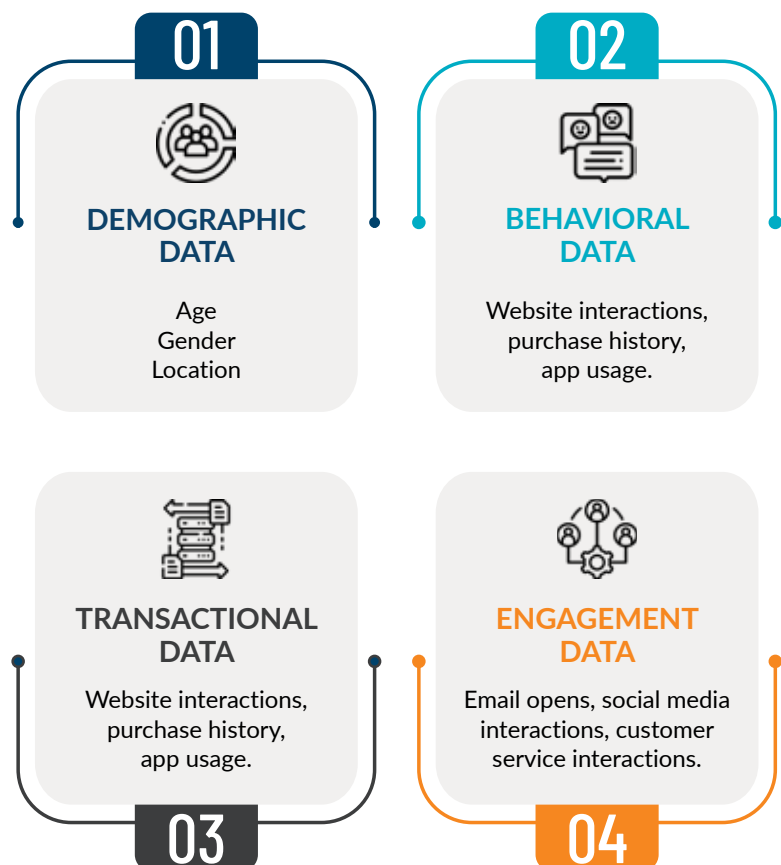 01
DEMOGRAPHIC
DATA
Age
Gender
Location
02
BEHAVIORAL
DATA
Website interactions,
purchase history,
app usage.
TRANSACTIONAL
DATA
Website interactions,
purchase history,
app usage.
03
ENGAGEMENT
DATA
Email opens, social media
interactions, customer
service interactions.
04